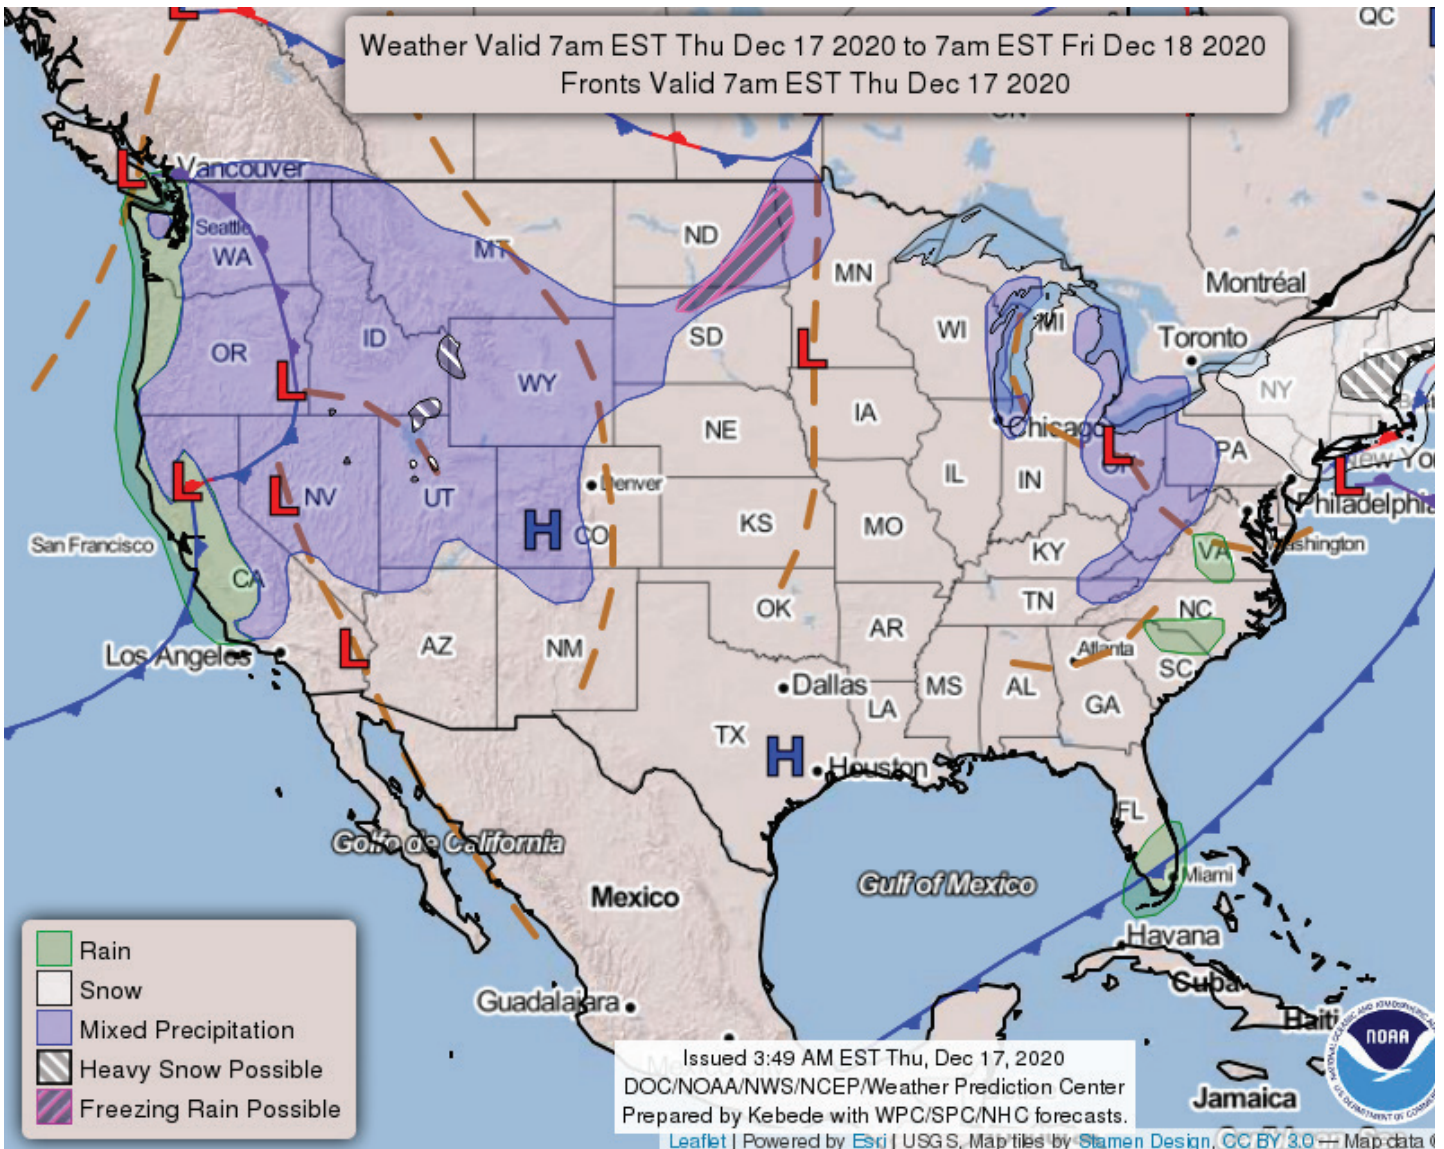 QC
Weather Valid 7am EST Thu Dec 17 2020 to 7am EST Fri Dec 18 2020
Fronts Valid 7am EST Thu Dec 17 2020
L
L
Vancouver
Seattle
WA
MT
ND
MN
Montréal
OR
ID
SD
WI
MI
Toronto
L
L
WY
NY
NE
IA
Chicago
L
PA
New Yo
L
L
NV
UT
Denver
IL
IN
L
Philadelphia
San Francisco
H
CO
KS
MO
KY
VA
Washington
CA
OK
TN
NC
Los Angeles
L
AZ
NM
AR
Atlanta
SC
Dallas
MS
AL
GA
LA
TX
H
Houston
FL
Golfo de California
Mexico
Gulf of Mexico
Miami
Havana
Cuba
Guadalajara
Haiti
Jamaica
Rain
Snow
Mixed Precipitation
Heavy Snow Possible
Freezing Rain Possible
NOAA
Issued 3:49 AM EST Thu, Dec 17, 2020
DOC/NOAA/NWS/NCEP/Weather Prediction Center
Prepared by Kebede with WPC/SPC/NHC forecasts.
Leaflet | Powered by Esri | USGS, Map tiles by Stamen Design, CC BY 3.0 — Map data ©